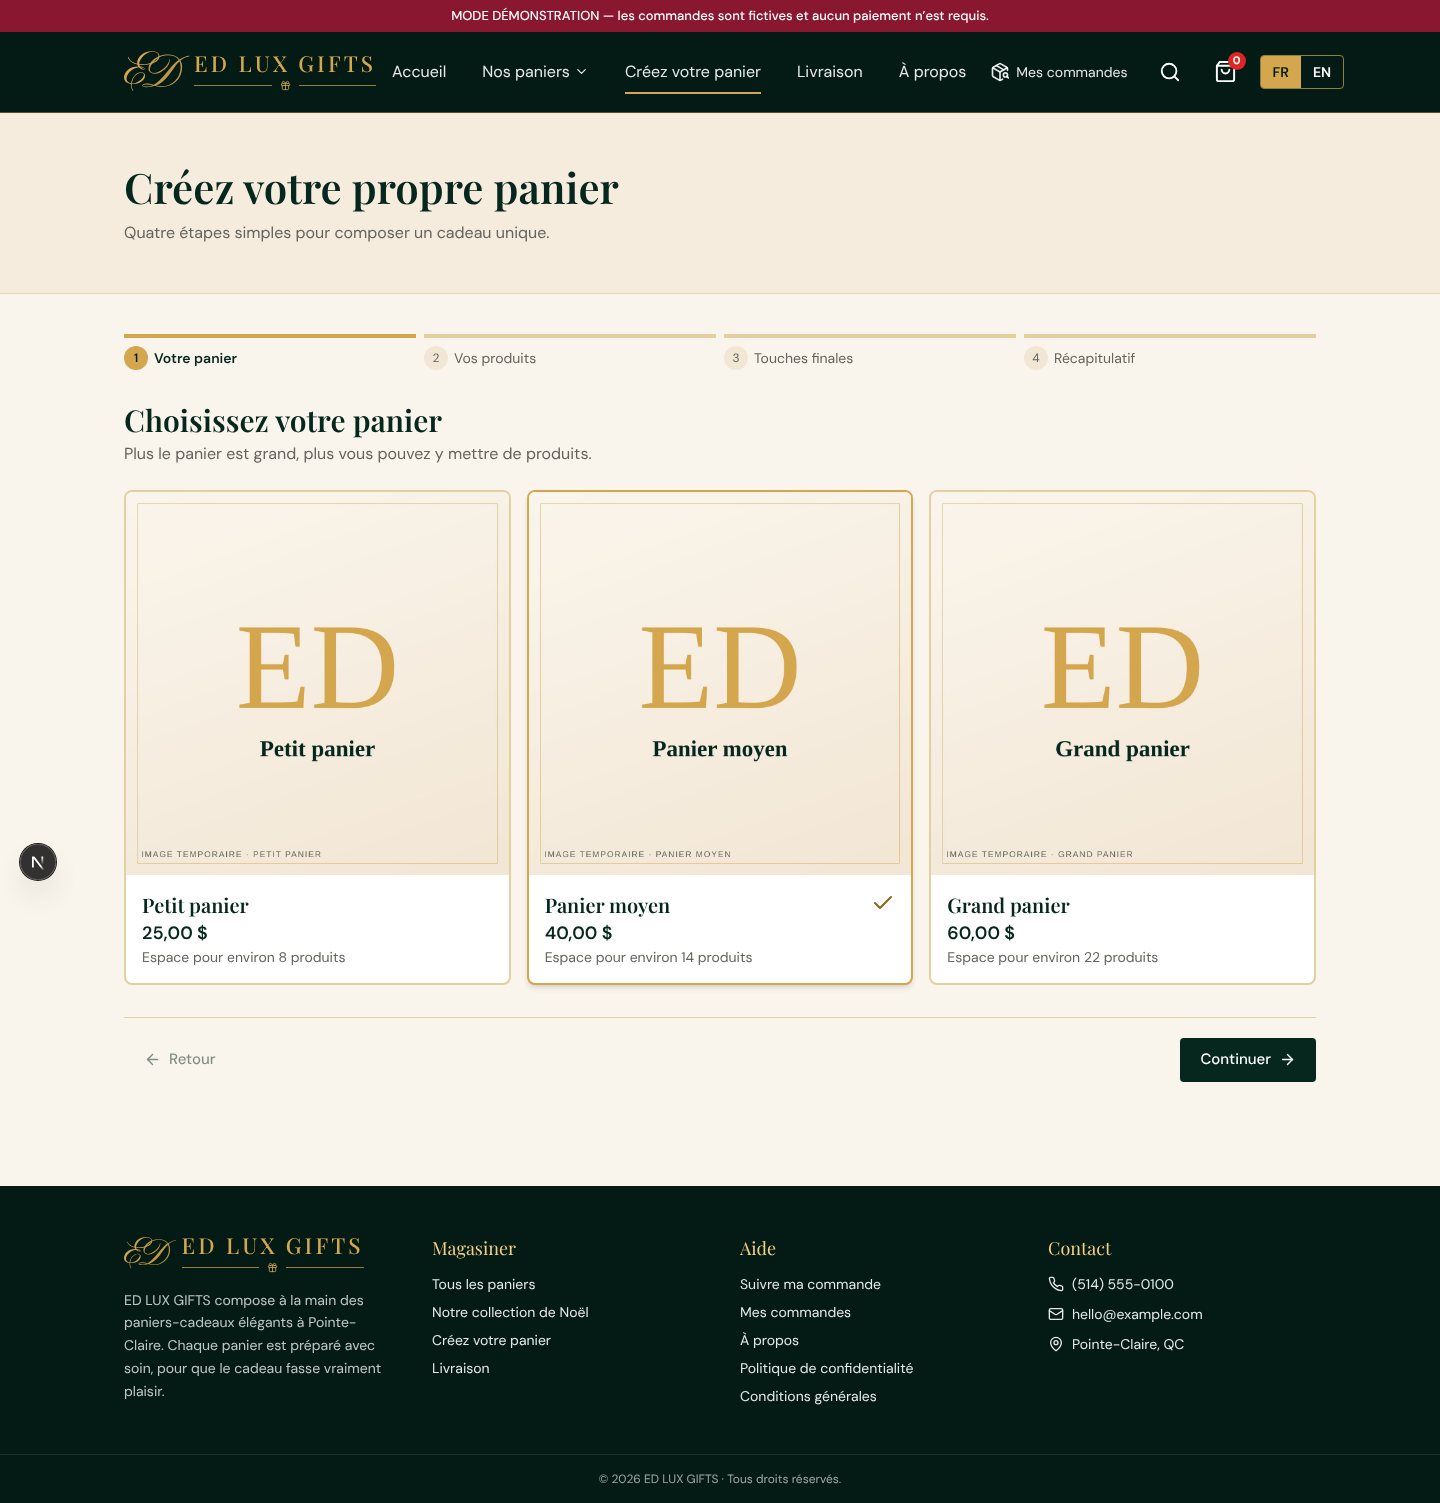 MODE DÉMONSTRATION — les commandes sont fictives et aucun paiement n’est requis.
ED ED LUX GIFTS
Accueil
Nos paniers
Créez votre panier
Livraison
À propos
Mes commandes
0
FR
EN
Créez votre propre panier
Quatre étapes simples pour composer un cadeau unique.
1 Votre panier
2 Vos produits
3 Touches finales
4 Récapitulatif
Choisissez votre panier
Plus le panier est grand, plus vous pouvez y mettre de produits.
ED
Petit panier
IMAGE TEMPORAIRE · PETIT PANIER
Petit panier
25,00 $
Espace pour environ 8 produits
ED
Panier moyen
IMAGE TEMPORAIRE · PANIER MOYEN
Panier moyen
40,00 $
Espace pour environ 14 produits
ED
Grand panier
IMAGE TEMPORAIRE · GRAND PANIER
Grand panier
60,00 $
Espace pour environ 22 produits
N
Retour
Continuer
ED ED LUX GIFTS
ED LUX GIFTS compose à la main des
paniers-cadeaux élégants à Pointe-
Claire. Chaque panier est préparé avec
soin, pour que le cadeau fasse vraiment
plaisir.
Magasiner
Tous les paniers
Notre collection de Noël
Créez votre panier
Livraison
Aide
Suivre ma commande
Mes commandes
À propos
Politique de confidentialité
Conditions générales
Contact
(514) 555-0100
hello@example.com
Pointe-Claire, QC
© 2026 ED LUX GIFTS · Tous droits réservés.